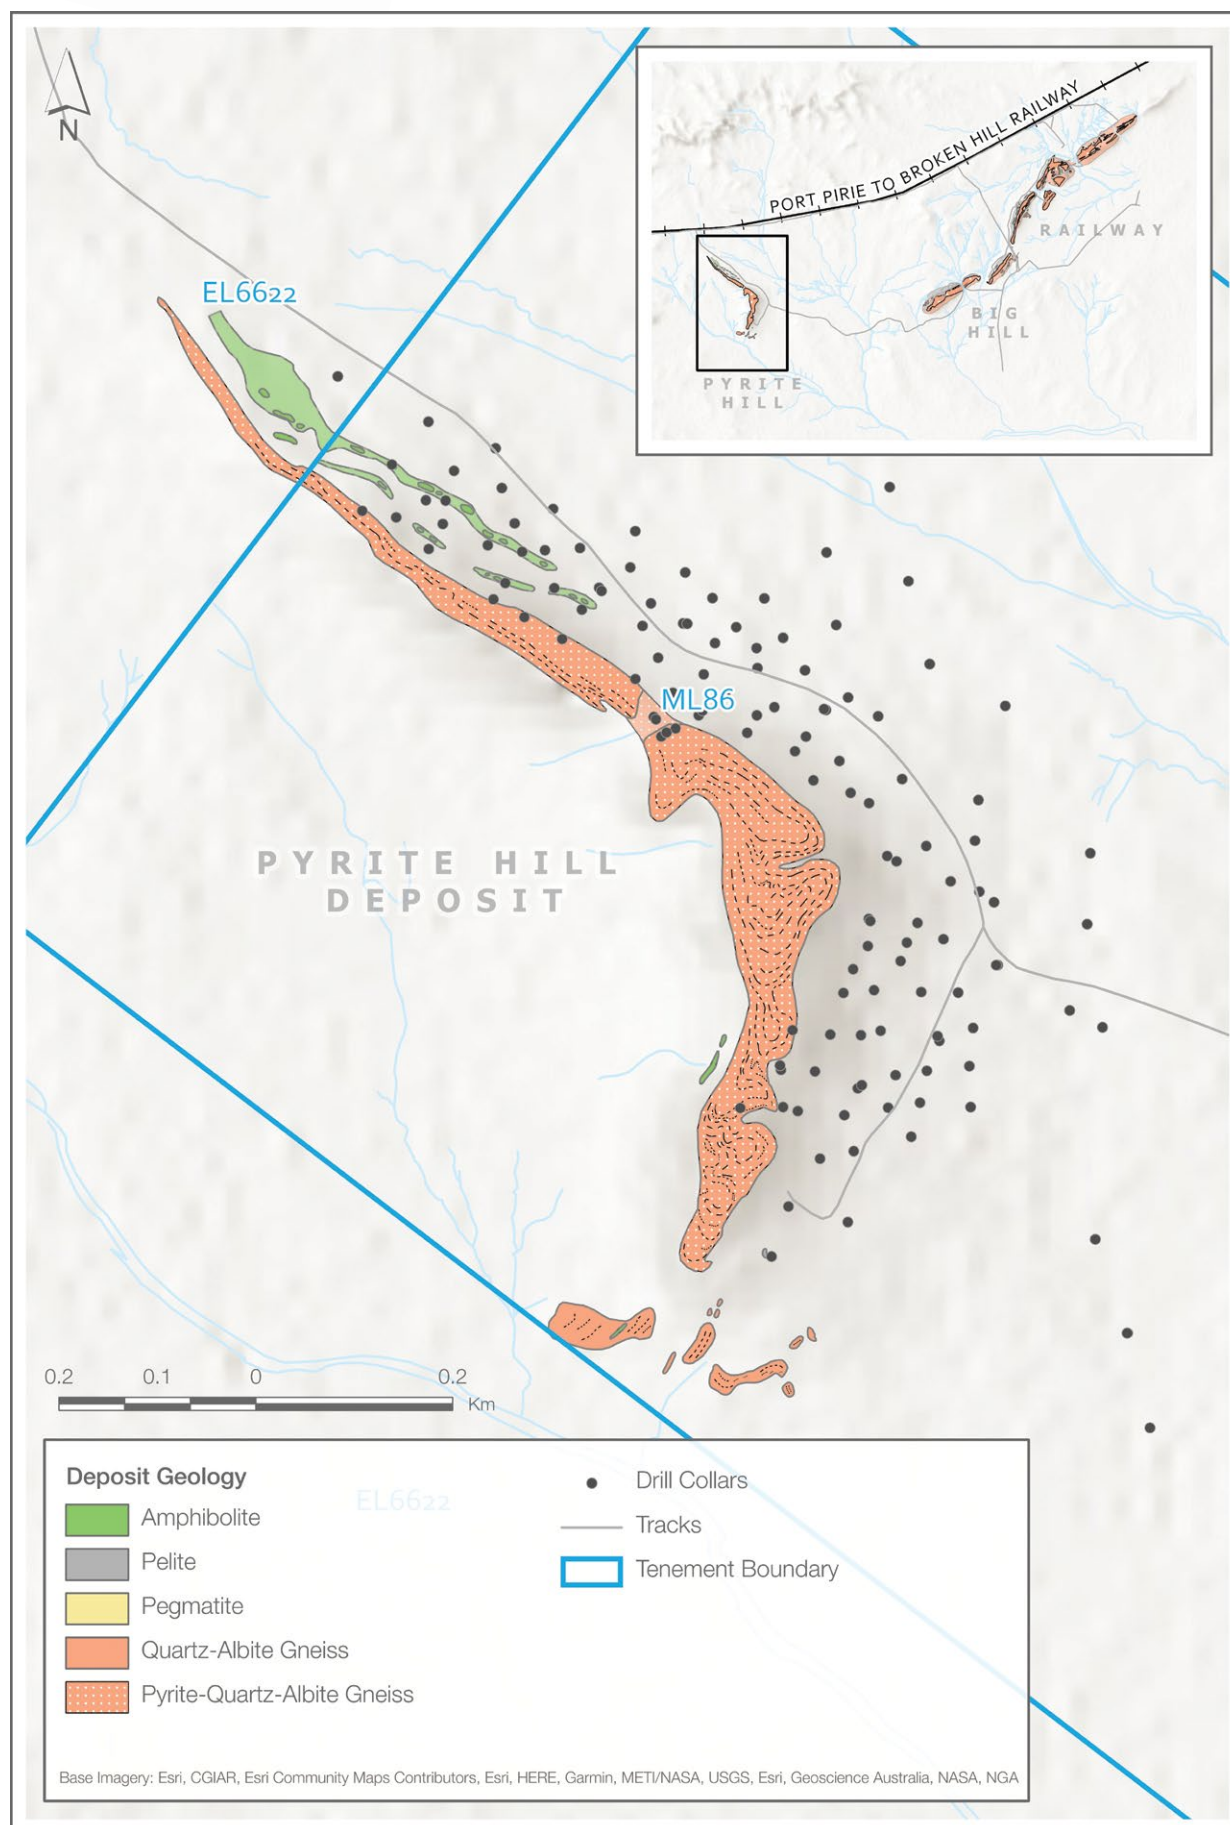 N
PORT PIRIE TO BROKEN HILL RAILWAY
RAILWAY
BIG
HILL
PYRITE
HILL
EL6622
ML86
PYRITE HILL
DEPOSIT
0.2 0.1 0 0.2
Km
Deposit Geology
Amphibolite
Pelite
Pegmatite
Quartz-Albite Gneiss
Pyrite-Quartz-Albite Gneiss
EL6622
Drill Collars
Tracks
Tenement Boundary
Base Imagery: Esri, CGIAR, Esri Community Maps Contributors, Esri, HERE, Garmin, METI/NASA, USGS, Esri, Geoscience Australia, NASA, NGA